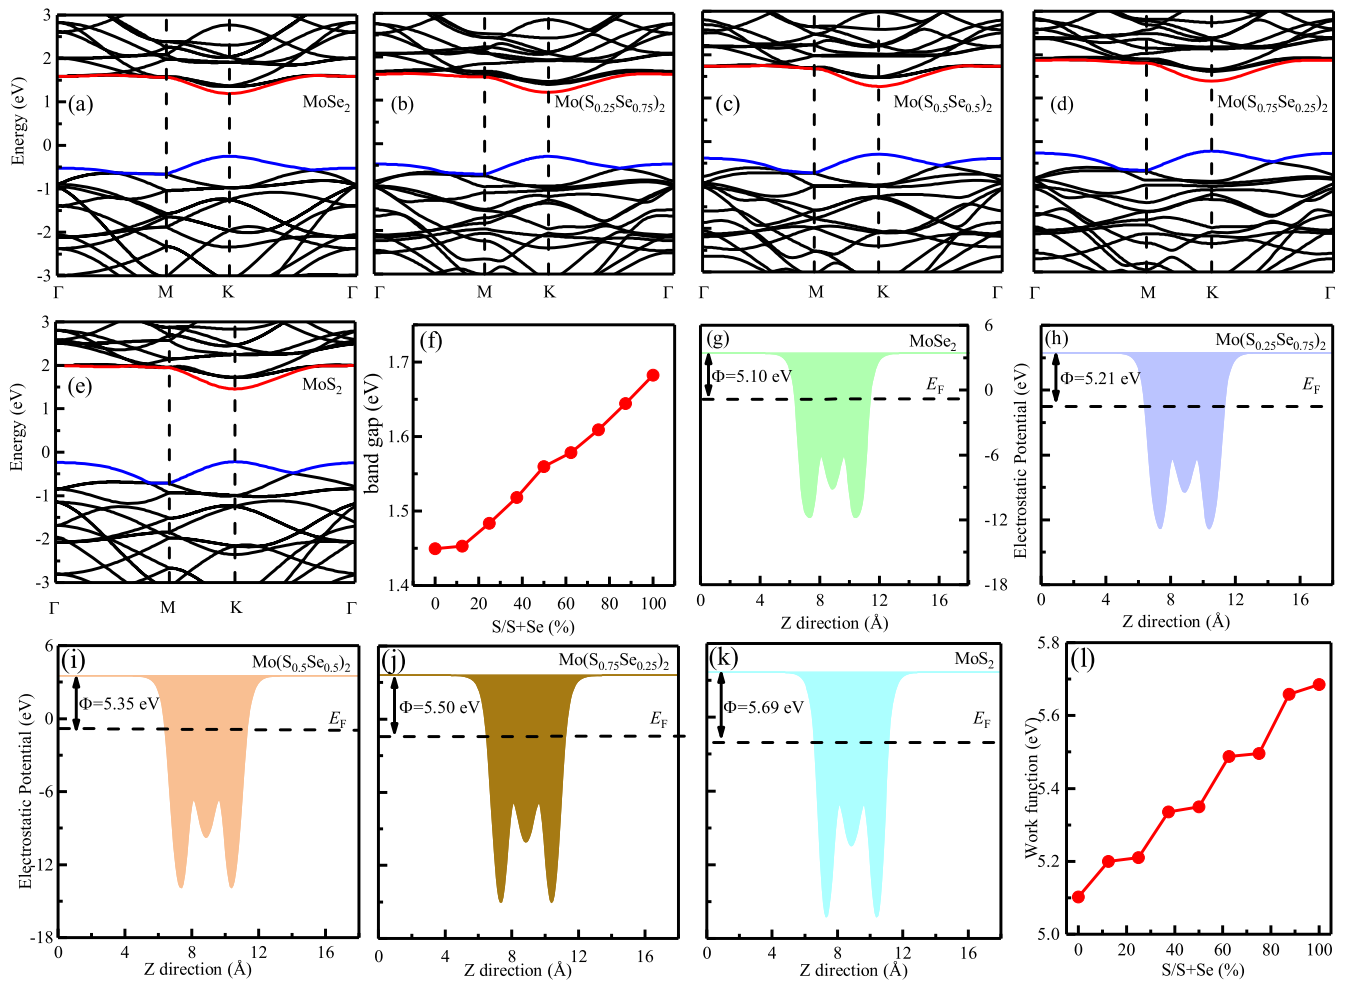 3
2
1
0
-1
-2
-3
Energy (eV)
(a)
MoSe2
Γ
M
K
Γ
(b)
Mo(S0.25Se0.75)2
Γ
M
K
Γ
(c)
Mo(S0.5Se0.5)2
Γ
M
K
Γ
(d)
Mo(S0.75Se0.25)2
Γ
M
K
Γ
3
2
1
0
-1
-2
-3
Energy (eV)
(e)
MoS2
Γ
M
K
Γ
(f)
1.7
1.6
1.5
1.4
band gap (eV)
0 20 40 60 80 100
S/S+Se (%)
(g)
MoSe2
Φ=5.10 eV
EF
6
0
-6
-12
-18
0 4 8 12 16
Z direction (Å)
Electrostatic Potential (eV)
(h)
Mo(S0.25Se0.75)2
Φ=5.21 eV
EF
0 4 8 12 16
Z direction (Å)
6
0
-6
-12
-18
Electrostatic Potential (eV)
(i)
Mo(S0.5Se0.5)2
Φ=5.35 eV
EF
0 4 8 12 16
Z direction (Å)
(j)
Mo(S0.75Se0.25)2
Φ=5.50 eV
EF
0 4 8 12 16
Z direction (Å)
(k)
MoS2
Φ=5.69 eV
EF
0 4 8 12 16
Z direction (Å)
(l)
5.8
5.6
5.4
5.2
5.0
Work function (eV)
0 20 40 60 80 100
S/S+Se (%)